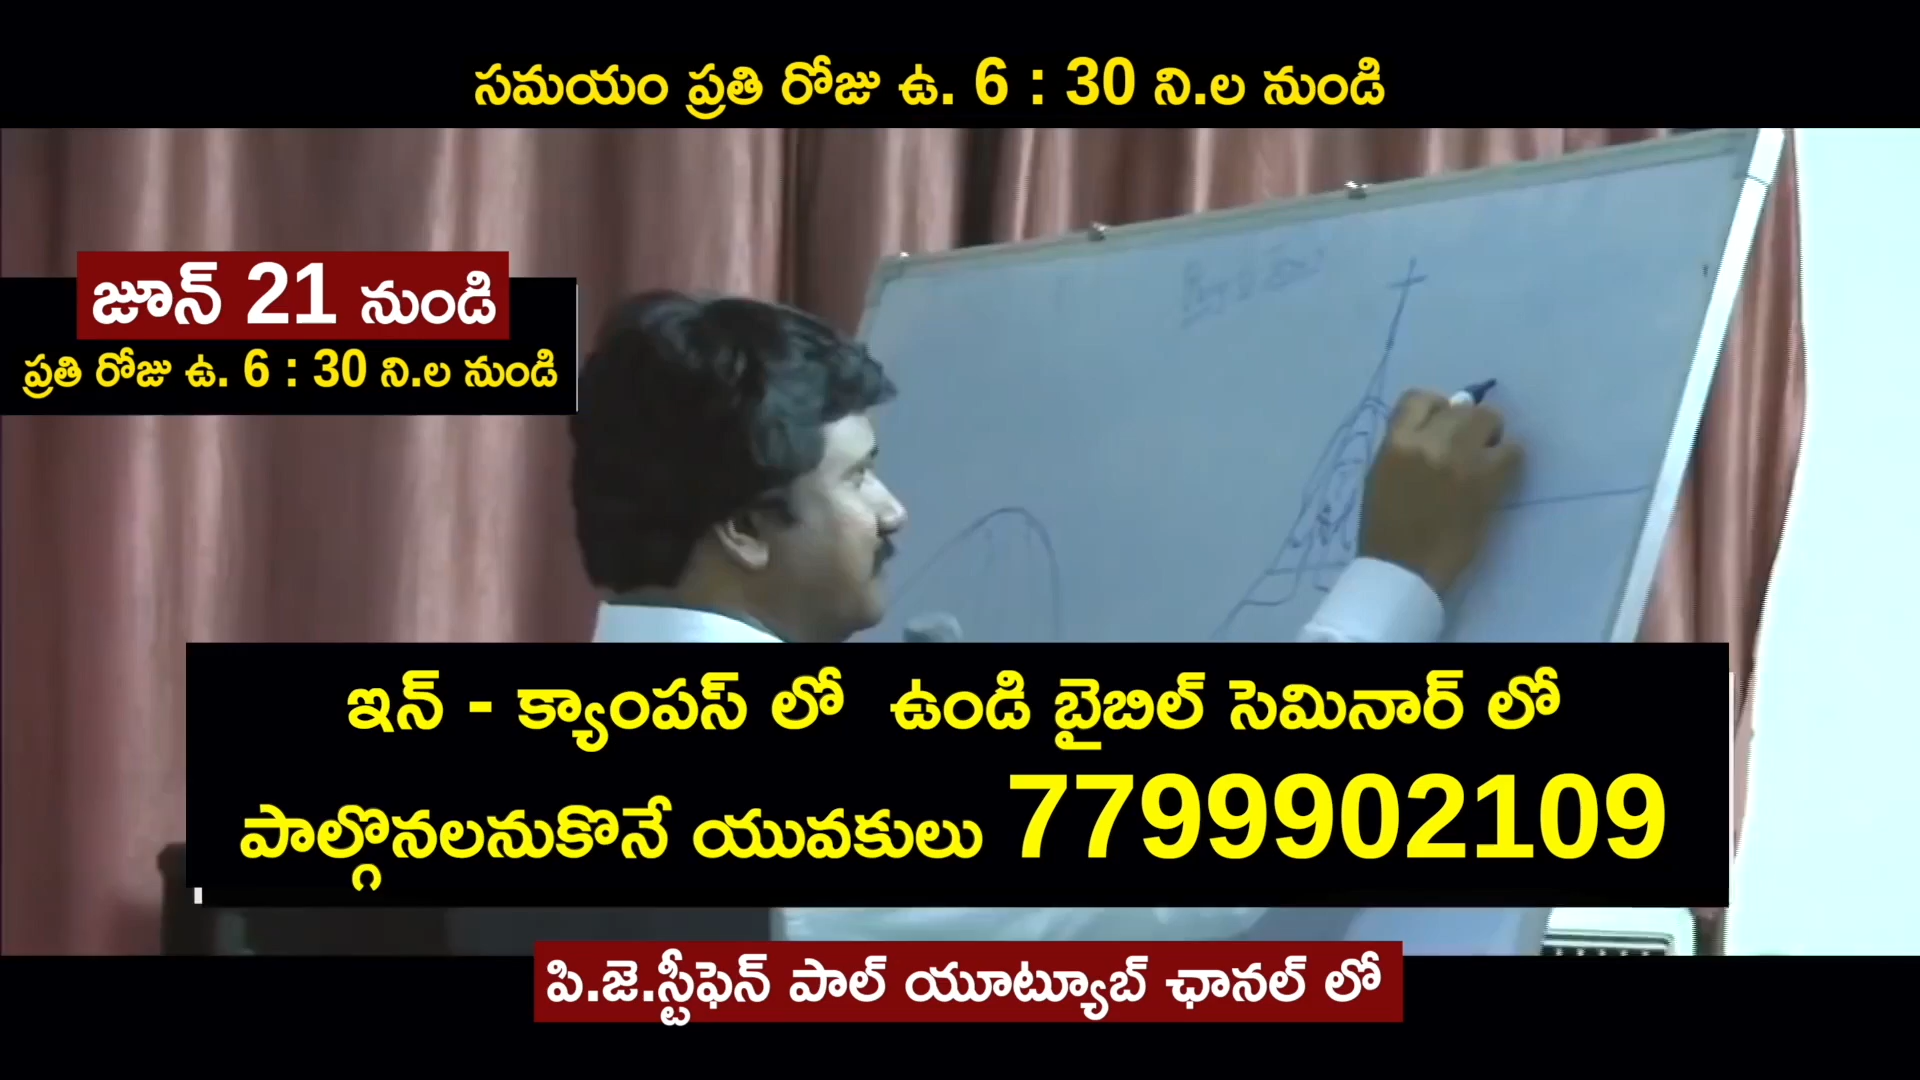 సమయం ప్రతి రోజు ఉ. 6 : 30 ని.ల నుండి
జూన్ 21 నుండి
ప్రతి రోజు ఉ. 6 : 30 ని.ల నుండి
ఇన్ - క్యాంపస్ లో ఉండి బైబిల్ సెమినార్ లో
పాల్గొనలనుకొనే యువకులు 7799902109
పి.జె.స్టీఫెన్ పాల్ యూట్యూబ్ ఛానల్ లో